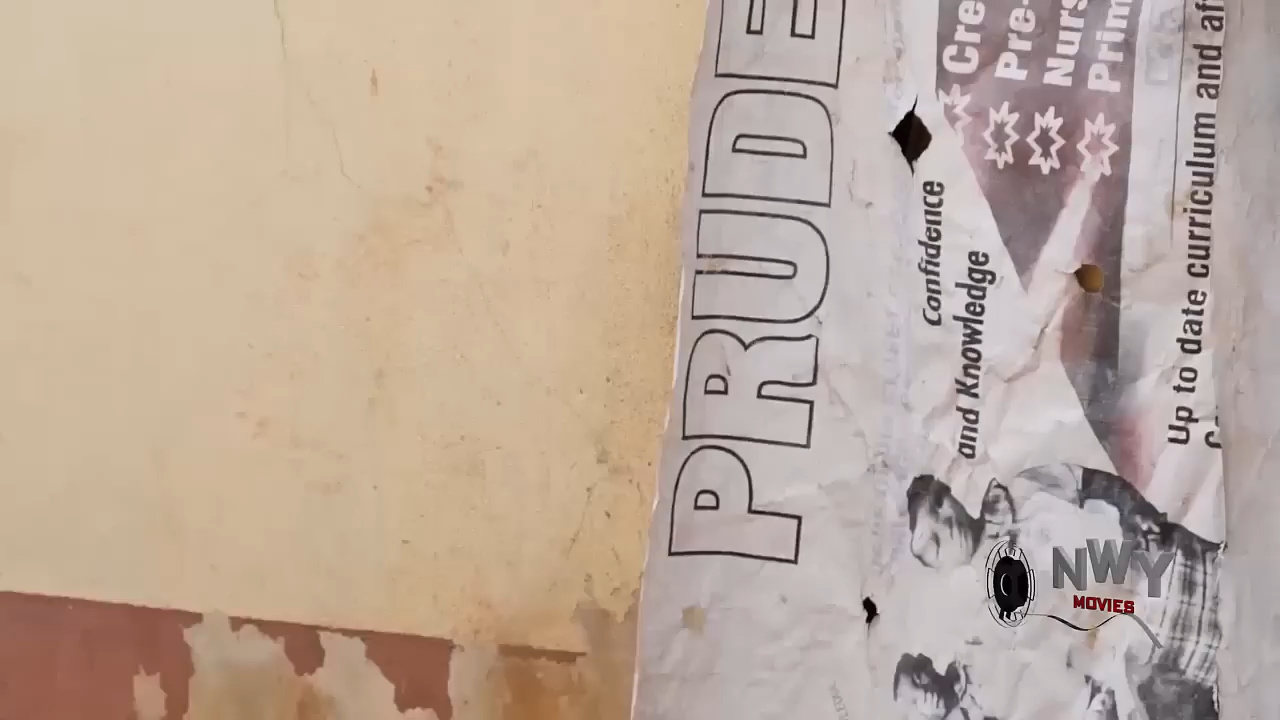 PRUDE
Confidence
and Knowledge
Cre
Pre-
Nurs
Prim
Up to date curriculum and af
NWY
MOVIES